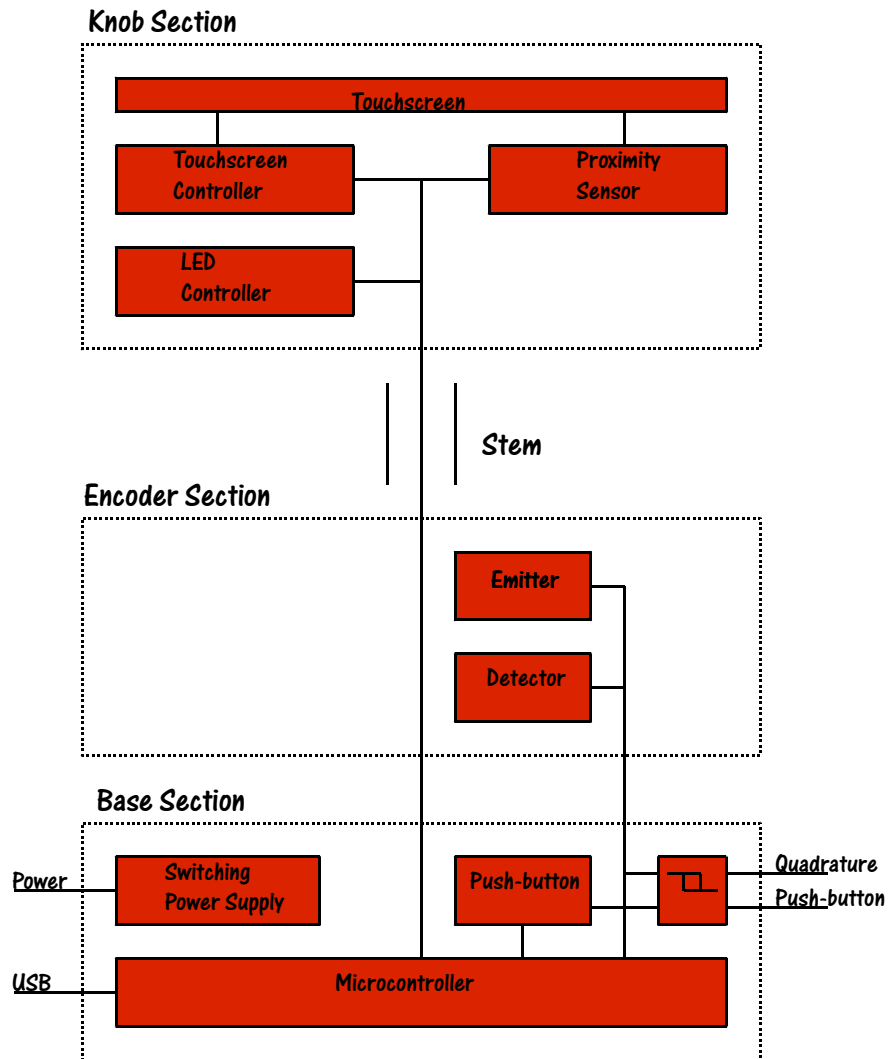 Knob Section
Touchscreen
Touchscreen
Controller
Proximity
Sensor
LED
Controller
Stem
Encoder Section
Emitter
Detector
Base Section
Power
Switching
Power Supply
Push-button
Quadrature
Push-button
USB
Microcontroller